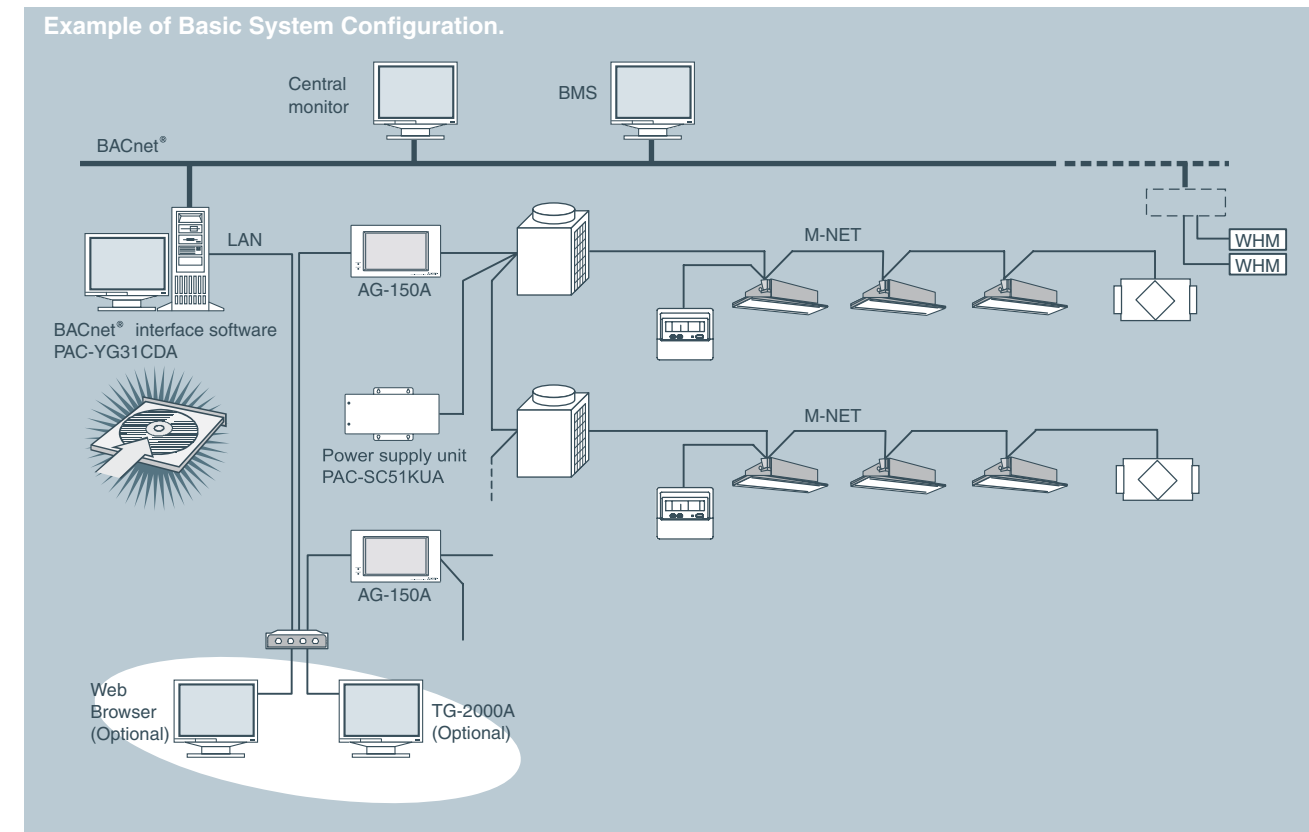 Example of Basic System Configuration.
Central
monitor
BMS
BACnet®
LAN
AG-150A
M-NET
WHM
WHM
BACnet® interface software
PAC-YG31CDA
M-NET
Power supply unit
PAC-SC51KUA
AG-150A
Web
Browser
(Optional)
TG-2000A
(Optional)